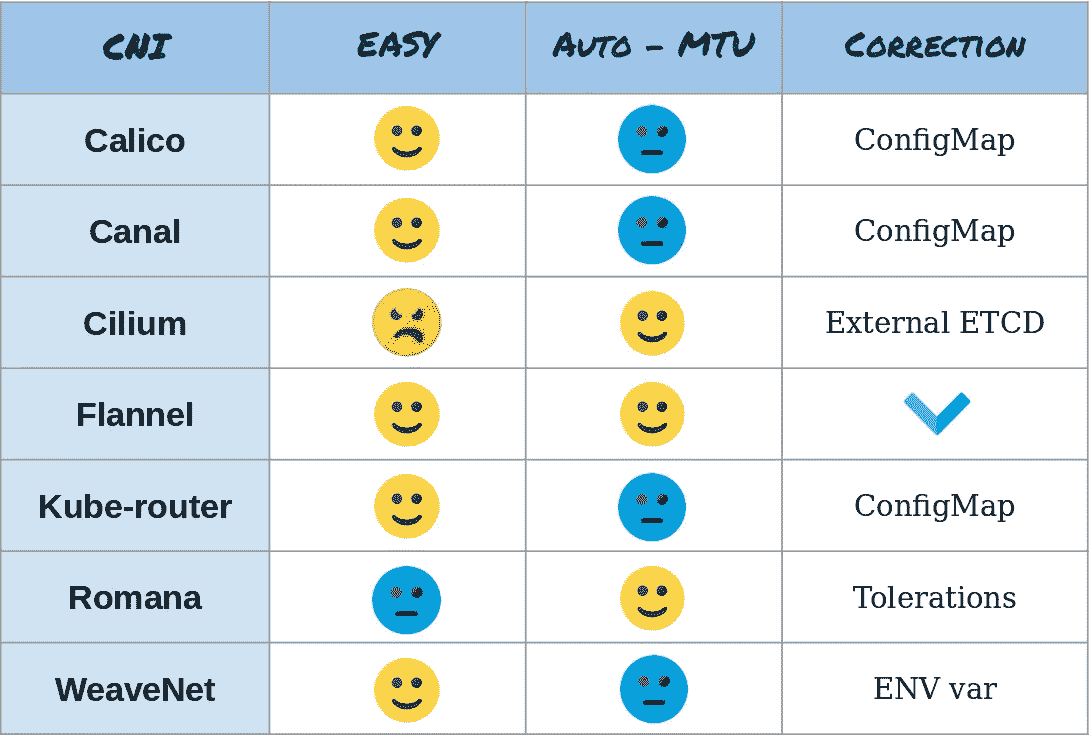 CNI EASY AUTO - MTU CORRECTION
Calico ConfigMap
Canal ConfigMap
Cilium External ETCD
Flannel
Kube-router ConfigMap
Romana Tolerations
WeaveNet ENV var